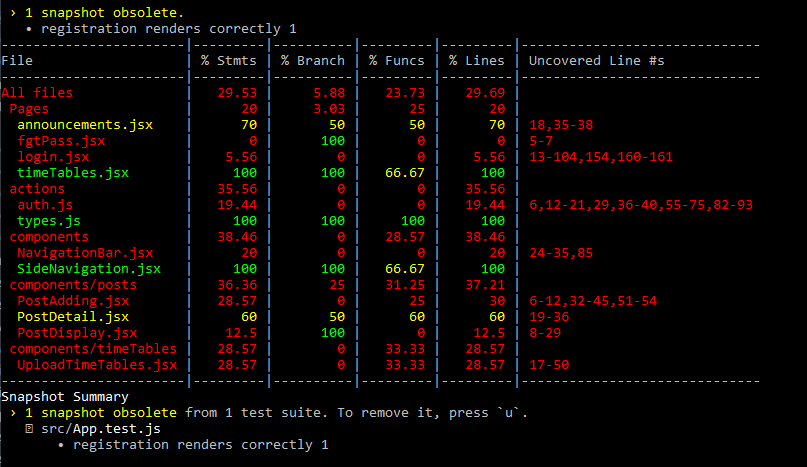 › 1 snapshot obsolete.
• registration renders correctly 1
File | % Stmts | % Branch | % Funcs | % Lines | Uncovered Line #s
All files | 29.53 | 5.88 | 23.73 | 29.69 |
Pages | 20 | 3.03 | 25 | 20 |
announcements.jsx | 70 | 50 | 50 | 70 | 18,35-38
fgtPass.jsx | 0 | 100 | 0 | 0 | 5-7
login.jsx | 5.56 | 0 | 0 | 5.56 | 13-104,154,160-161
timeTables.jsx | 100 | 100 | 66.67 | 100 |
actions | 35.56 | 0 | 0 | 35.56 |
auth.js | 19.44 | 0 | 0 | 19.44 | 6,12-21,29,36-40,55-75,82-93
types.js | 100 | 100 | 100 | 100 |
components | 38.46 | 0 | 28.57 | 38.46 |
NavigationBar.jsx | 20 | 0 | 0 | 20 | 24-35,85
SideNavigation.jsx | 100 | 100 | 66.67 | 100 |
components/posts | 36.36 | 25 | 31.25 | 37.21 |
PostAdding.jsx | 28.57 | 0 | 25 | 30 | 6-12,32-45,51-54
PostDetail.jsx | 60 | 50 | 60 | 60 | 19-36
PostDisplay.jsx | 12.5 | 100 | 0 | 12.5 | 8-29
components/timeTables | 28.57 | 0 | 33.33 | 28.57 |
UploadTimeTables.jsx | 28.57 | 0 | 33.33 | 28.57 | 17-50
Snapshot Summary
› 1 snapshot obsolete from 1 test suite. To remove it, press `u`.
src/App.test.js
• registration renders correctly 1